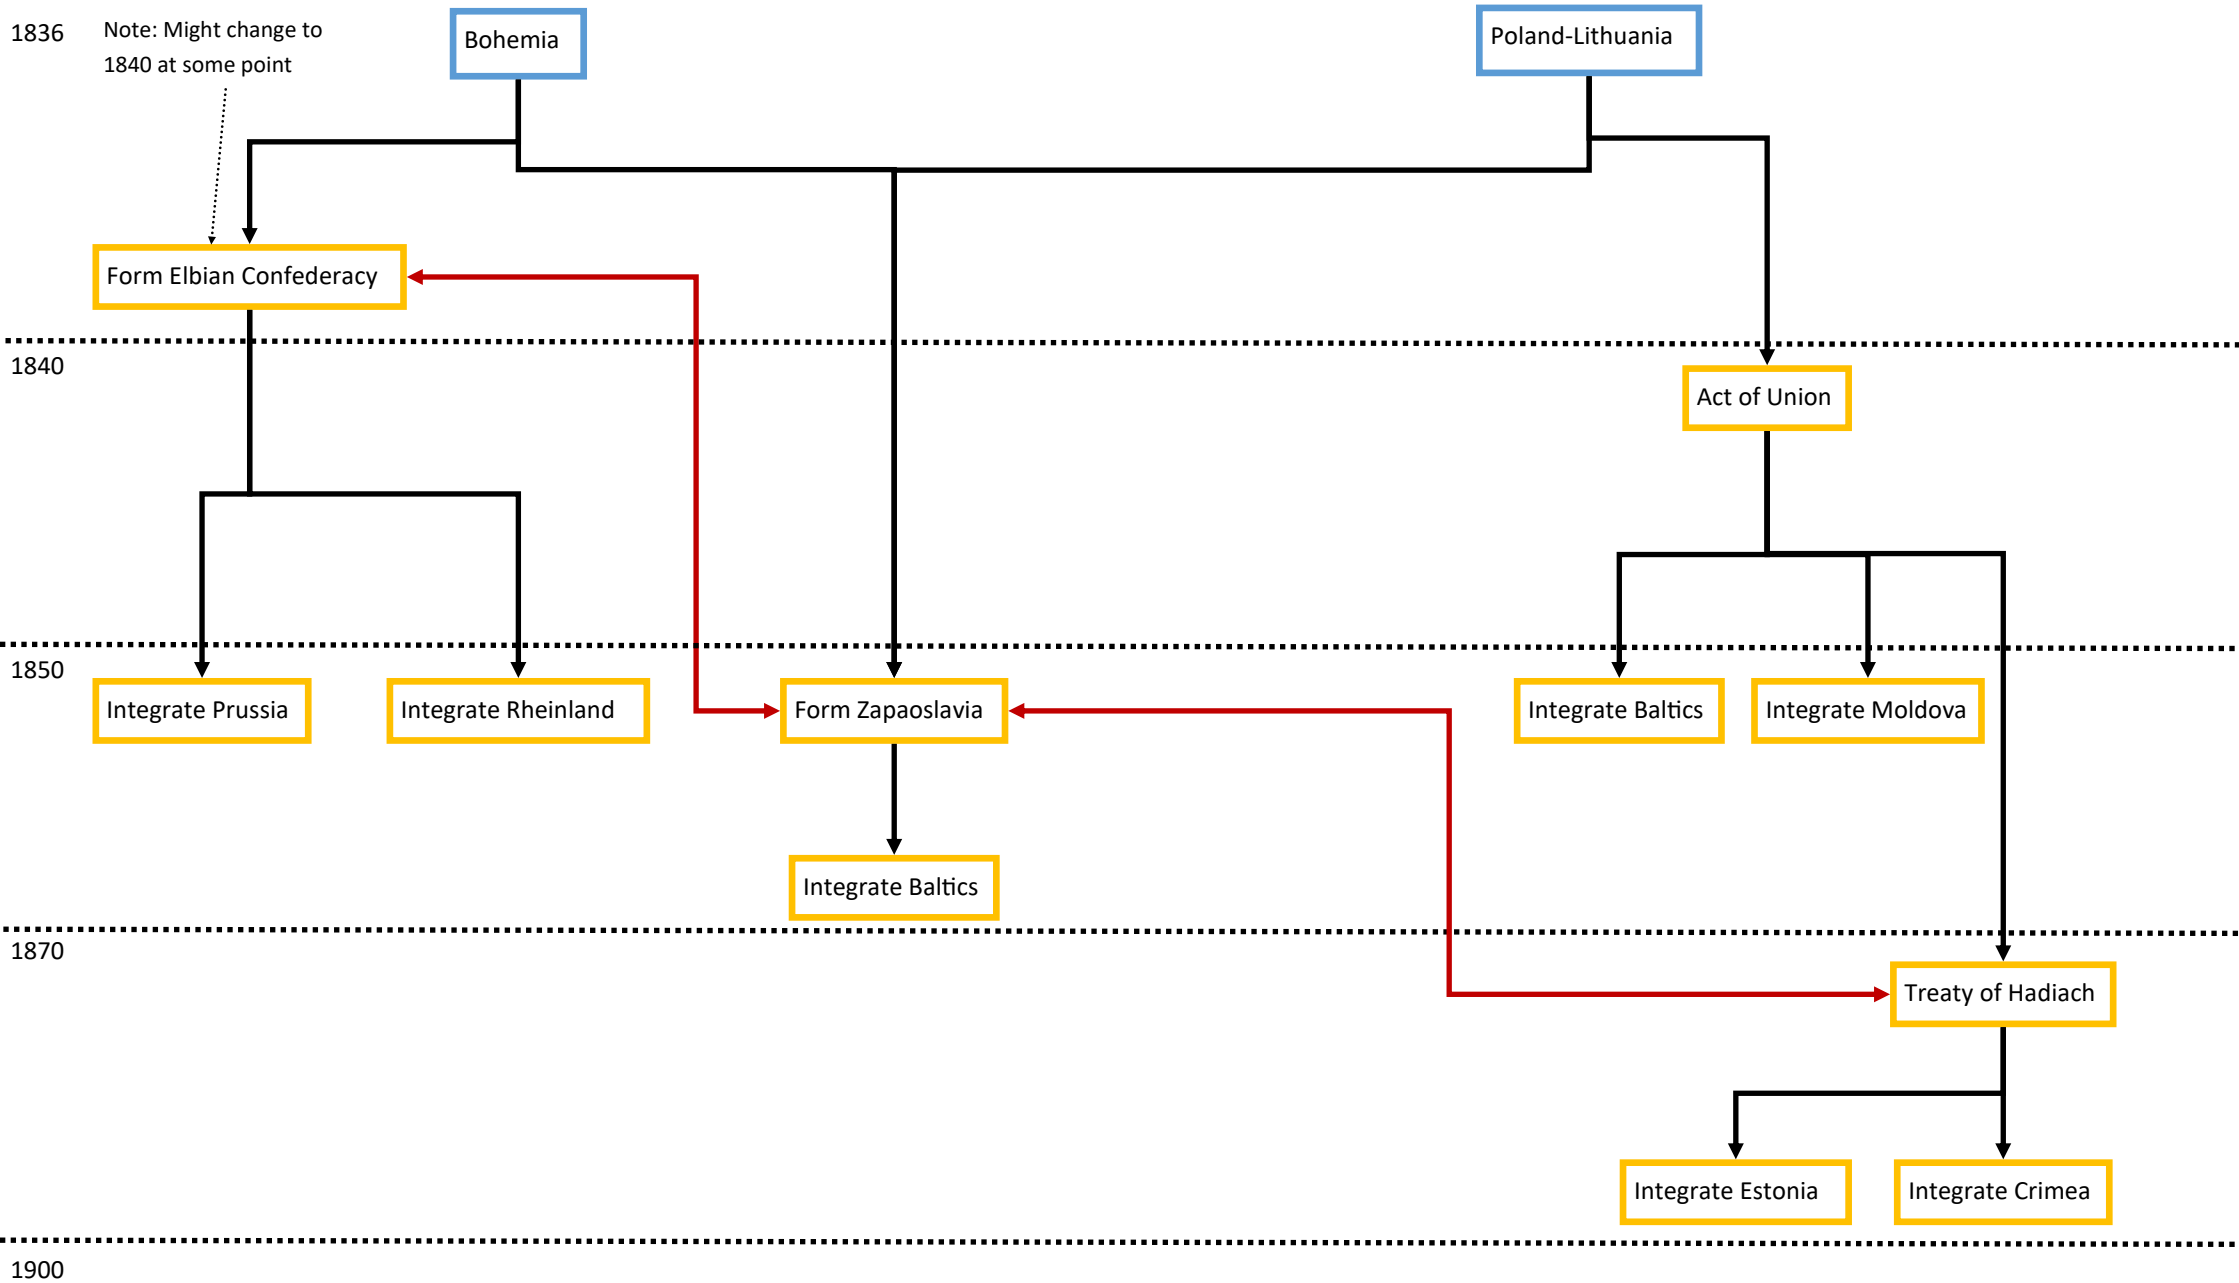 1836
Note: Might change to
1840 at some point
Bohemia
Poland-Lithuania
Form Elbian Confederacy
1840
Act of Union
1850
Integrate Prussia
Integrate Rheinland
Form Zapaoslavia
Integrate Baltics
Integrate Moldova
Integrate Baltics
1870
Treaty of Hadiach
Integrate Estonia
Integrate Crimea
1900